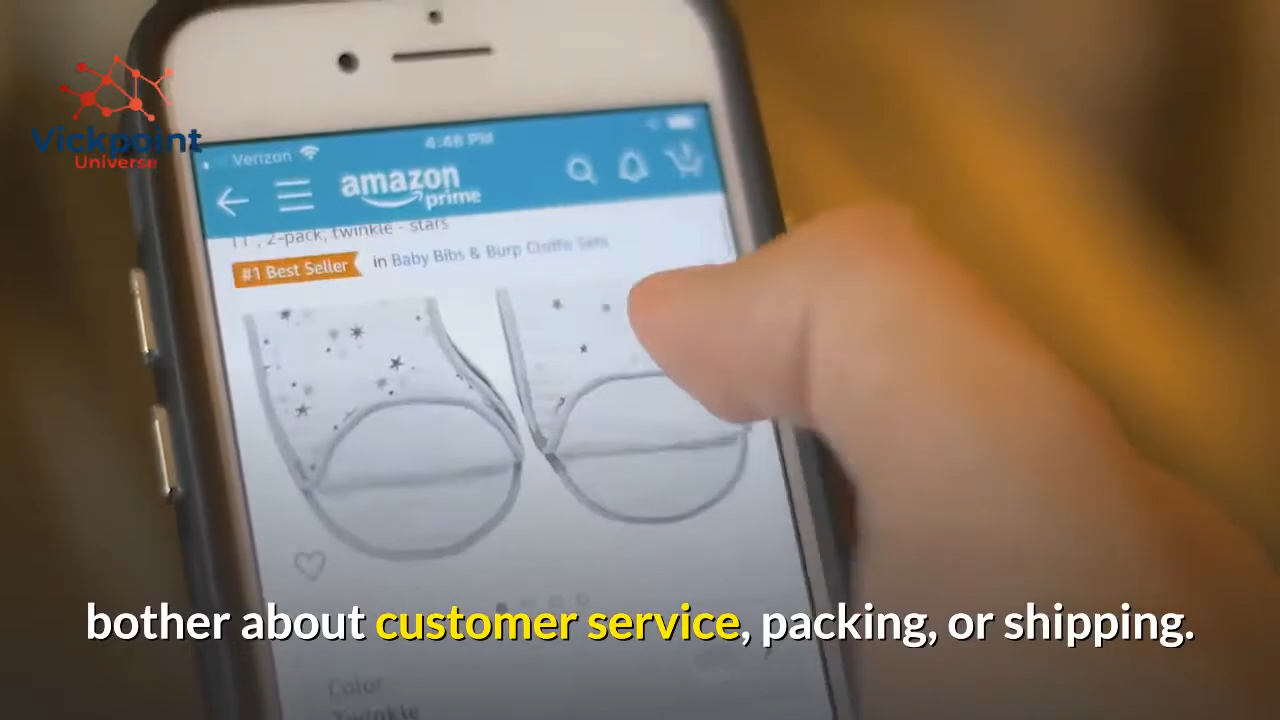 Vickpoint
Universe
Verizon
4:46 PM
amazon
prime
2-pack, twinkle - stars
#1 Best Seller in Baby Bibs & Burp Cloths Sets
bother about customer service, packing, or shipping.
Color
Twinkle